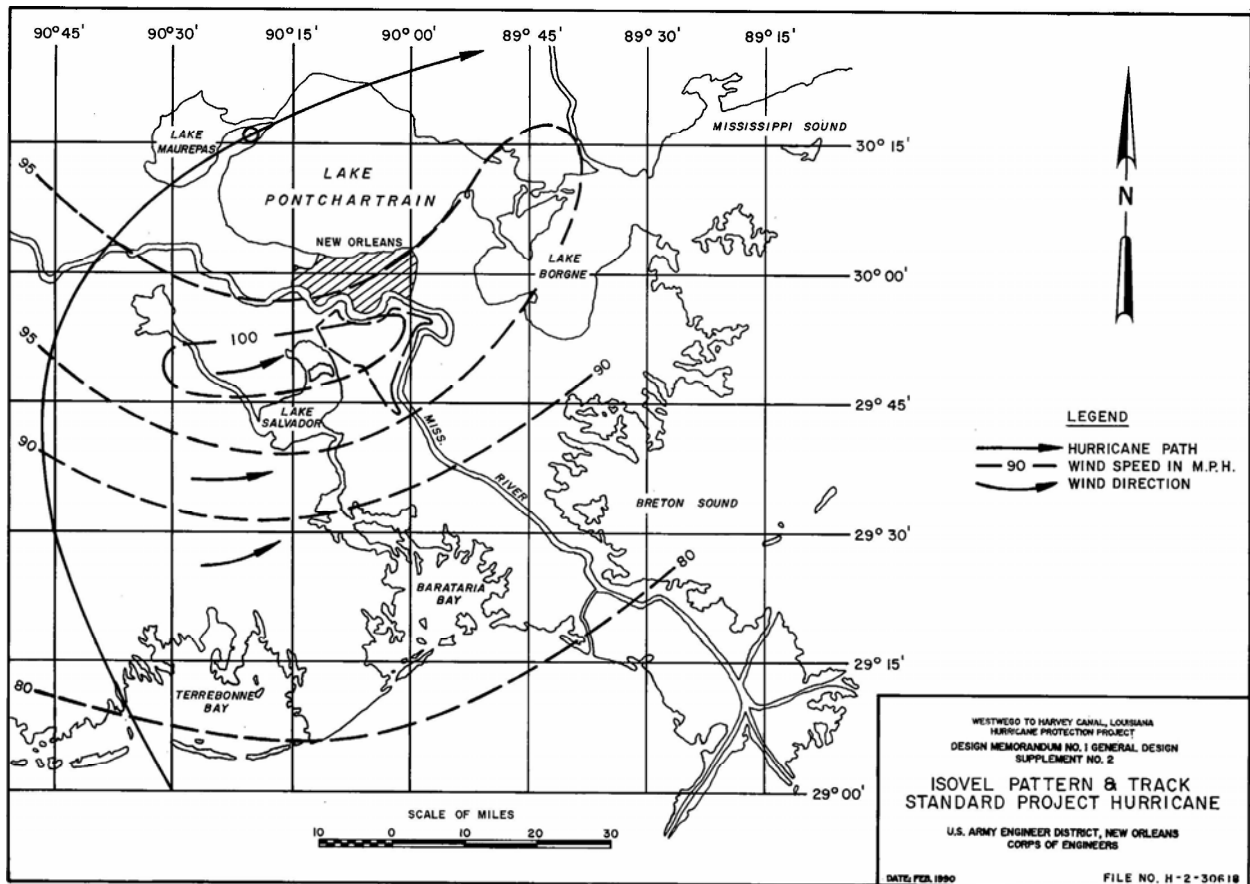 90° 45'
90° 30'
90° 15'
90° 00'
89° 45'
89° 30'
89° 15'
LAKE
MAUREPAS
MISSISSIPPI SOUND
30° 15'
95
LAKE
PONTCHARTRAIN
NEW ORLEANS
LAKE
BORGNE
30° 00'
95
100
90
LAKE
SALVADOR
29° 45'
90
MISS.
RIVER
BRETON SOUND
29° 30'
80
BARATARIA
BAY
29° 15'
80
TERREBONNE
BAY
29° 00'
N
LEGEND
HURRICANE PATH
90 WIND SPEED IN M.P.H.
WIND DIRECTION
SCALE OF MILES
10 0 10 20 30
WESTWEGO TO HARVEY CANAL, LOUISIANA
HURRICANE PROTECTION PROJECT
DESIGN MEMORANDUM NO. 1 GENERAL DESIGN
SUPPLEMENT NO. 2
ISOVEL PATTERN & TRACK
STANDARD PROJECT HURRICANE
U.S. ARMY ENGINEER DISTRICT, NEW ORLEANS
CORPS OF ENGINEERS
DATE: FEB. 1990
FILE NO. H-2-30618